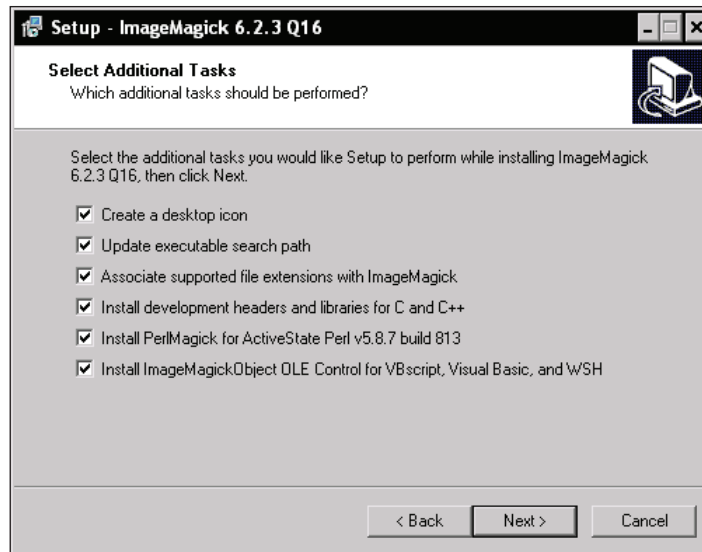 Setup - ImageMagick 6.2.3 Q16
Select Additional Tasks
Which additional tasks should be performed?
Select the additional tasks you would like Setup to perform while installing ImageMagick
6.2.3 Q16, then click Next.
Create a desktop icon
Update executable search path
Associate supported file extensions with ImageMagick
Install development headers and libraries for C and C++
Install PerlMagick for ActiveState Perl v5.8.7 build 813
Install ImageMagickObject OLE Control for VBscript, Visual Basic, and WSH
< Back
Next >
Cancel